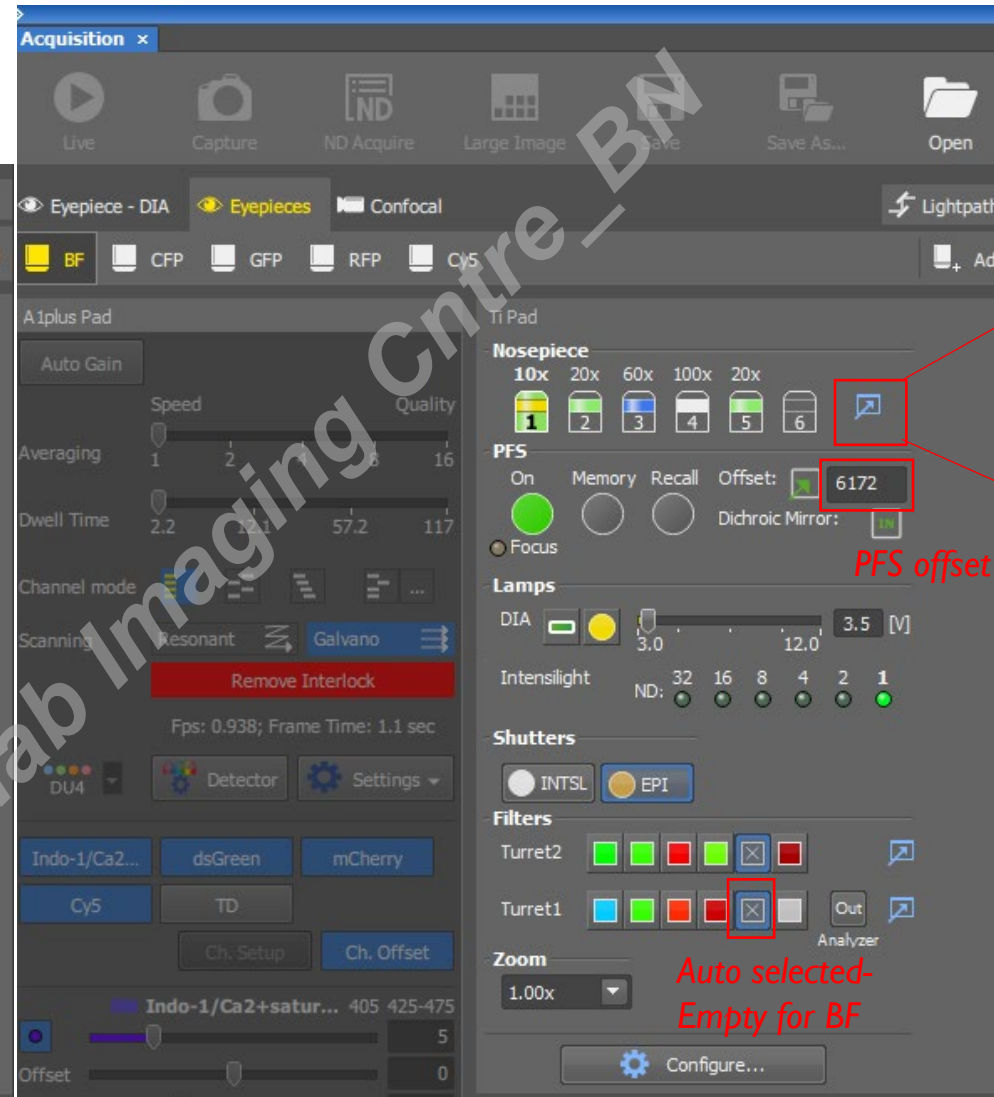 Acquisition ×
Live Capture ND Acquire Large Image Save Save As... Open
ND
Eyepiece - DIA Eyepieces Confocal Lightpath
BF CFP GFP RFP Cy5 Ad
A1plus Pad
Auto Gain
Speed Quality
Averaging 1 2 4 8 16
Dwell Time 2.2 12.1 57.2 117
Channel mode ...
Scanning Resonant Galvano
Remove Interlock
Fps: 0.938; Frame Time: 1.1 sec
DU4 Detector Settings
Indo-1/Ca2... dsGreen mCherry
Cy5 TD
Ch. Setup Ch. Offset
Indo-1/Ca2+satur... 405 425-475
5
Offset 0
Ti Pad
Nosepiece
10x 20x 60x 100x 20x
1 2 3 4 5 6
PFS
On Memory Recall Offset: 6172
Dichroic Mirror: IN
Focus
PFS offset
Lamps
DIA 3.0 12.0 3.5 [V]
Intensilight ND: 32 16 8 4 2 1
Shutters
INTSL EPI
Filters
Turret2
Turret1 Out
Analyzer
Zoom
1.00x
Auto selected-
Empty for BF
Configure...
ab Imaging Cntre_BN